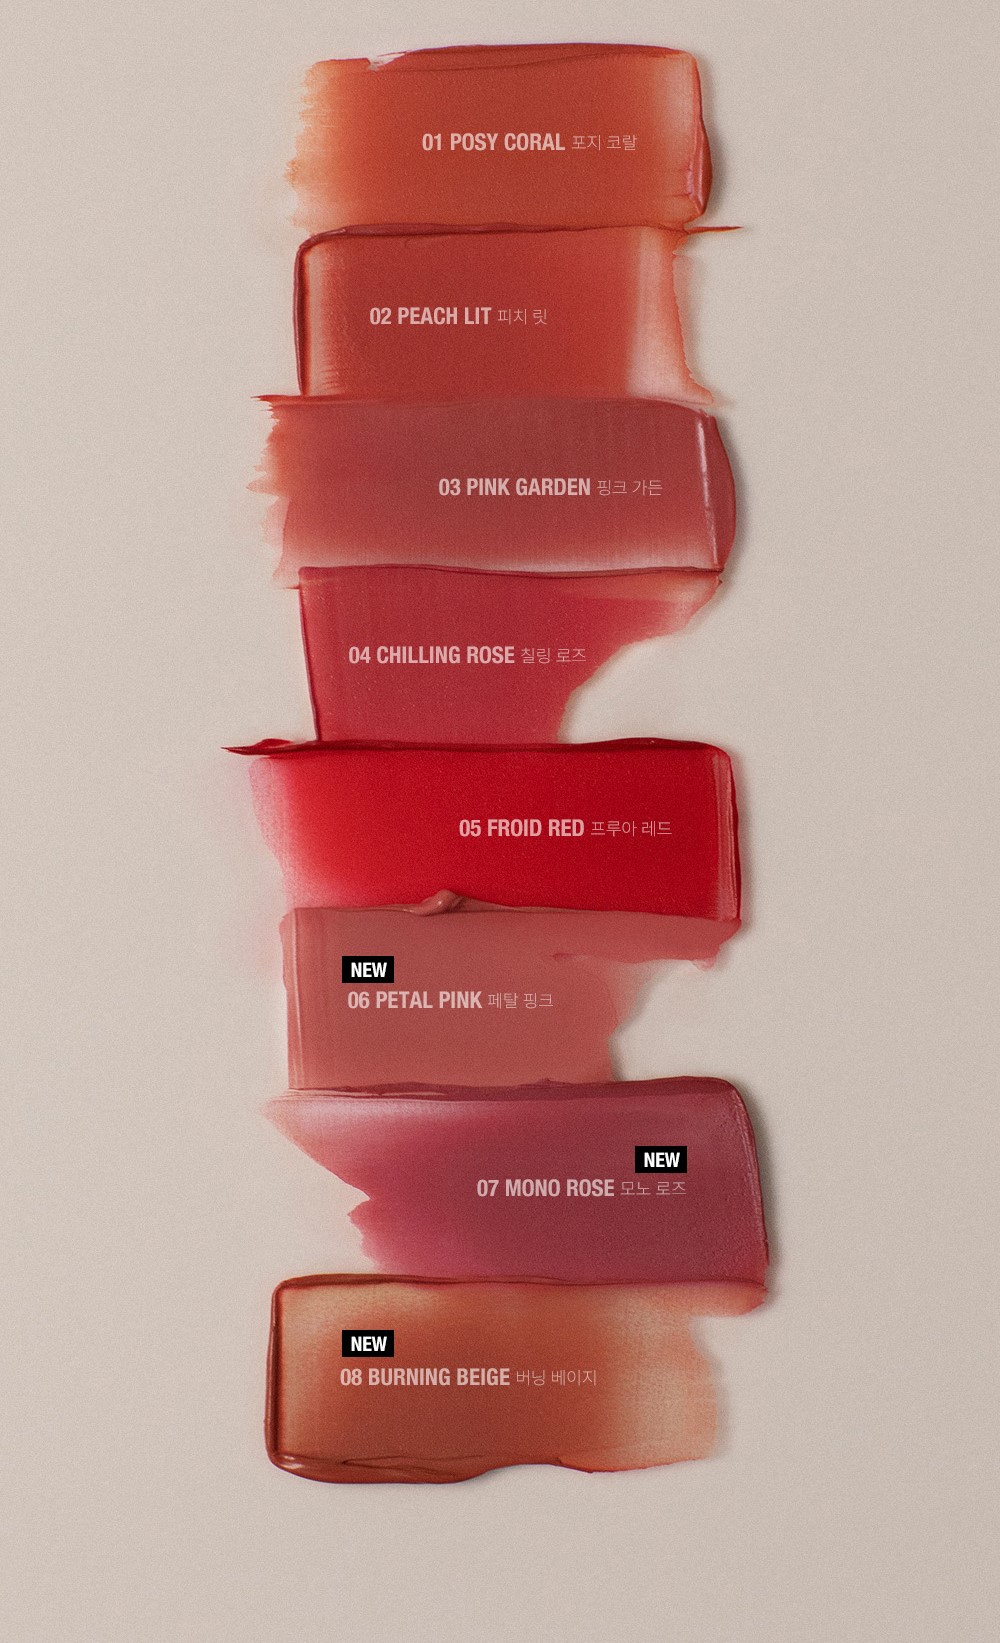 01 POSY CORAL 포지 코랄
02 PEACH LIT 피치 릿
03 PINK GARDEN 핑크 가든
04 CHILLING ROSE 칠링 로즈
05 FROID RED 프루아 레드
NEW
06 PETAL PINK 페탈 핑크
NEW
07 MONO ROSE 모노 로즈
NEW
08 BURNING BEIGE 버닝 베이지